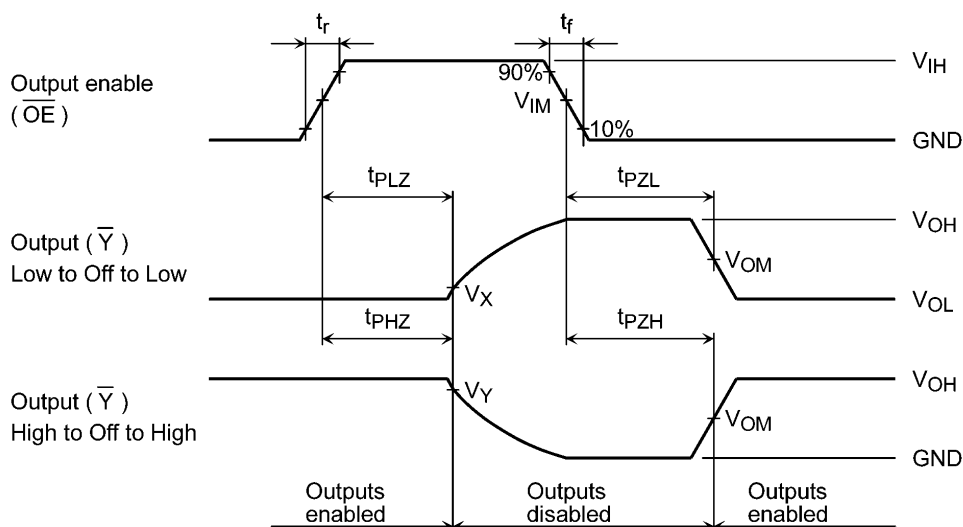 tr
tf
Output enable
( OE )
90%
VIM
10%
VIH
GND
tPLZ
tPZL
Output ( Y )
Low to Off to Low
VX
VOH
VOM
VOL
tPHZ
tPZH
Output ( Y )
High to Off to High
VY
VOH
VOM
GND
Outputs
enabled
Outputs
disabled
Outputs
enabled